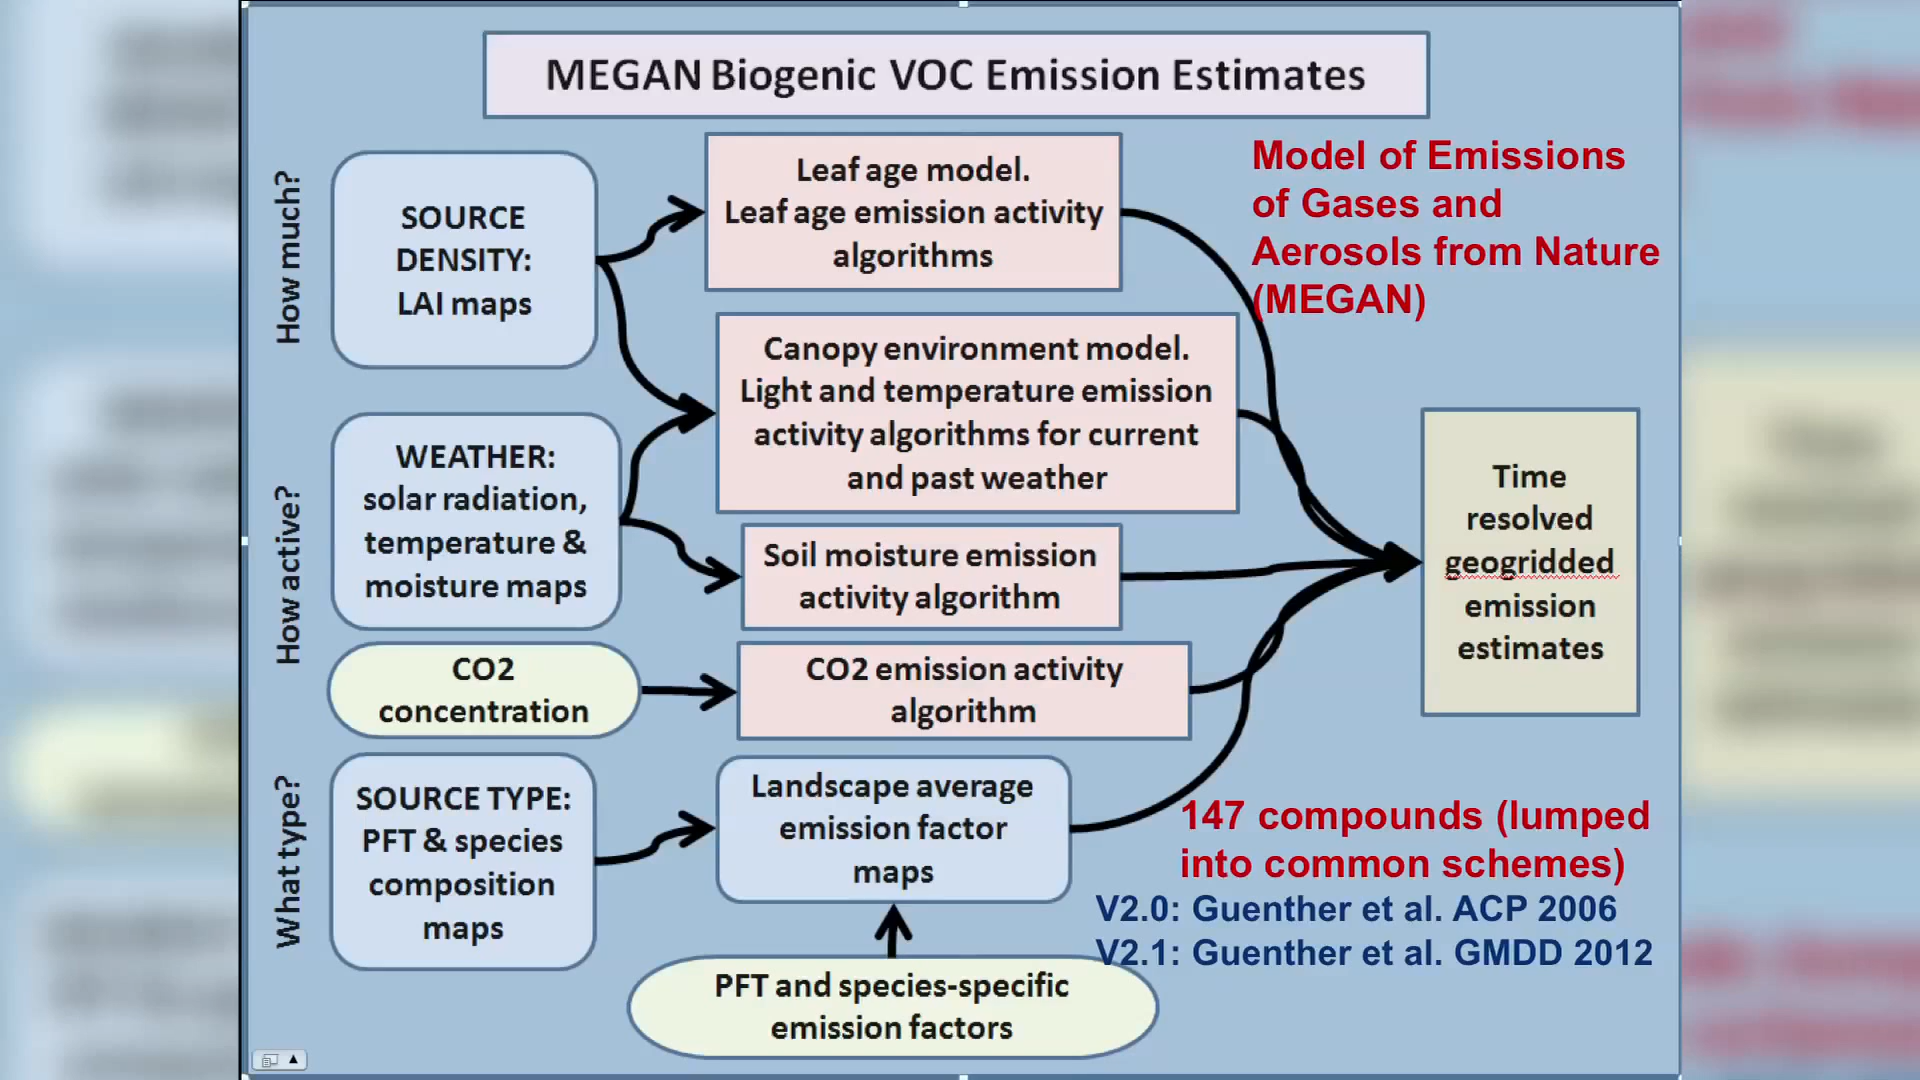 MEGAN Biogenic VOC Emission Estimates
How much?
SOURCE
DENSITY:
LAI maps
Leaf age model.
Leaf age emission activity
algorithms
Model of Emissions
of Gases and
Aerosols from Nature
(MEGAN)
Canopy environment model.
Light and temperature emission
activity algorithms for current
and past weather
How active?
WEATHER:
solar radiation,
temperature &
moisture maps
Soil moisture emission
activity algorithm
Time
resolved
geogridded
emission
estimates
CO2
concentration
CO2 emission activity
algorithm
What type?
SOURCE TYPE:
PFT & species
composition
maps
Landscape average
emission factor
maps
147 compounds (lumped
into common schemes)
V2.0: Guenther et al. ACP 2006
V2.1: Guenther et al. GMDD 2012
PFT and species-specific
emission factors